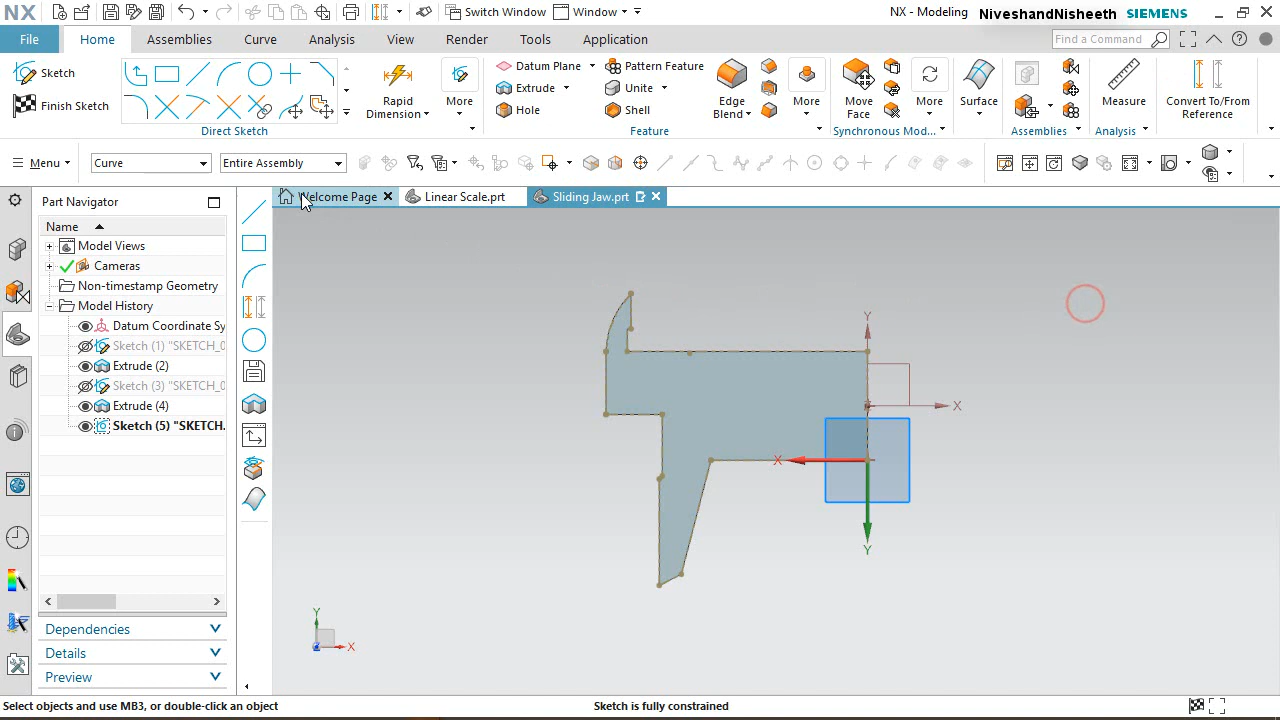 NX
Switch Window
Window
NX - Modeling
NiveshandNisheeth
SIEMENS
File
Home
Assemblies
Curve
View
Analysis
Render
Tools
Application
Find a Command
Sketch
Finish Sketch
Direct Sketch
Rapid
Dimension
More
Datum Plane
Extrude
Hole
Pattern Feature
Unite
Shell
Edge
Blend
More
Feature
Move
Face
More
Synchronous Mod...
Surface
Assemblies
Measure
Analysis
Convert To/From
Reference
Menu
Curve
Entire Assembly
Part Navigator
Welcome Page
Linear Scale.prt
Sliding Jaw.prt
Name
Model Views
Cameras
Non-timestamp Geometry
Model History
Datum Coordinate Sy
Sketch (1) "SKETCH_0
Extrude (2)
Sketch (3) "SKETCH_0
Extrude (4)
Sketch (5) "SKETCH.
Dependencies
Details
Preview
Y
X
X
Y
Y
X
Z
Select objects and use MB3, or double-click an object
Sketch is fully constrained